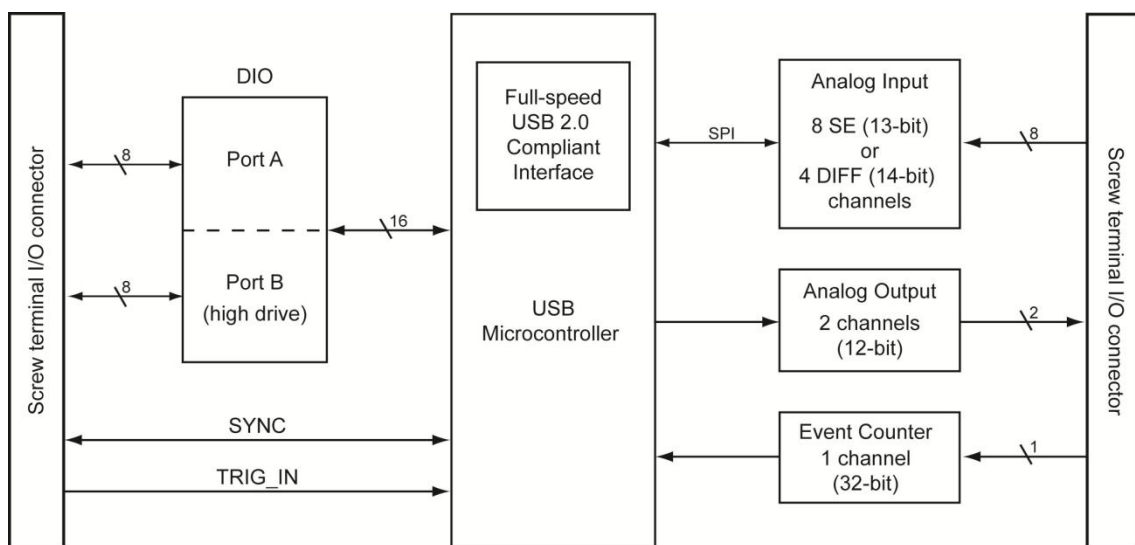 Screw terminal I/O connector
DIO
8
Port A
16
8
Port B
(high drive)
SYNC
TRIG_IN
Full-speed
USB 2.0
Compliant
Interface
USB
Microcontroller
SPI
Analog Input
8 SE (13-bit)
or
4 DIFF (14-bit)
channels
8
Analog Output
2 channels
(12-bit)
2
Event Counter
1 channel
(32-bit)
1
Screw terminal I/O connector